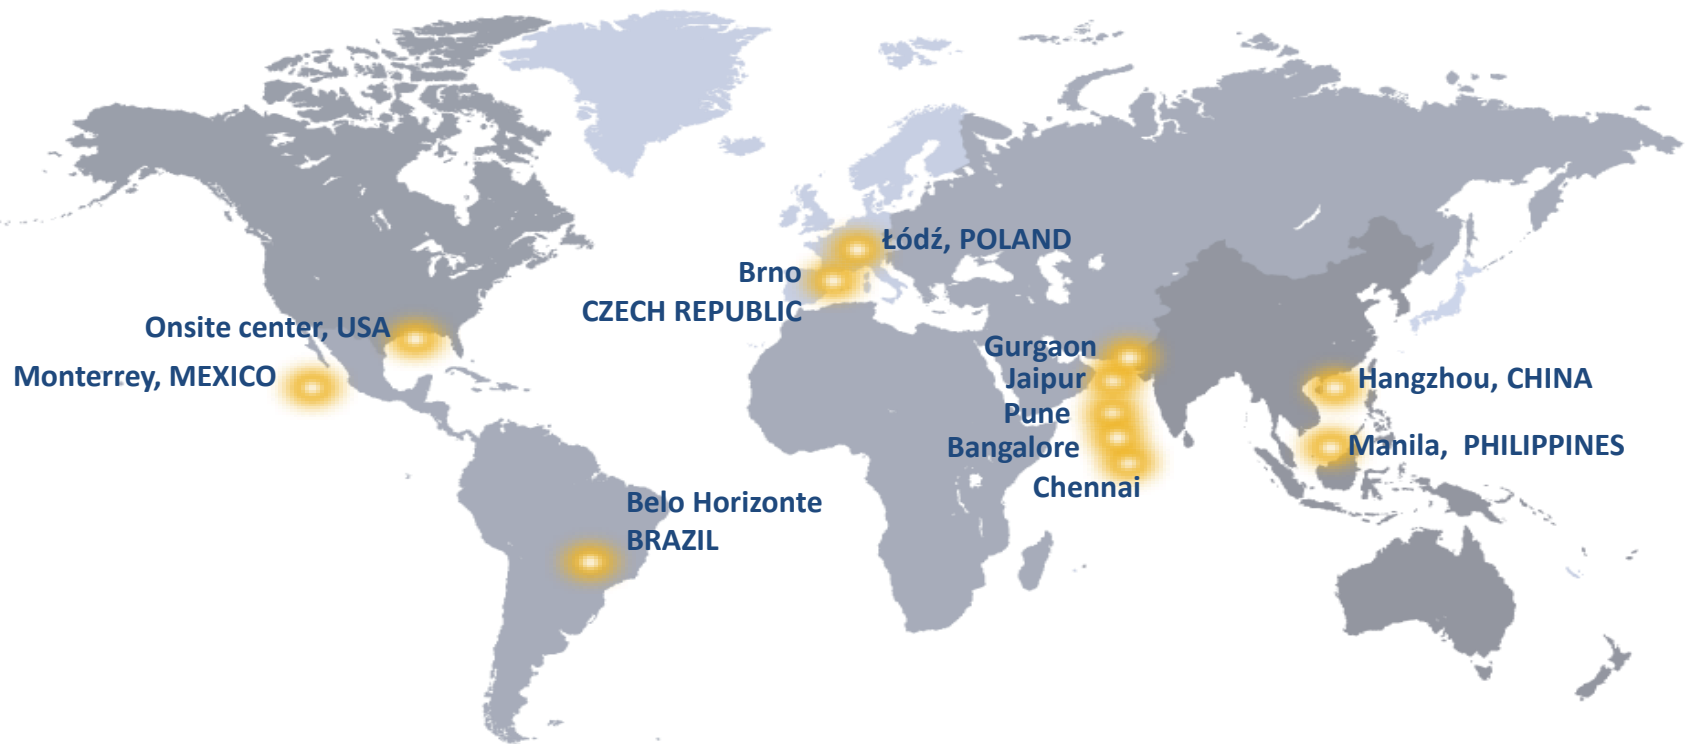 Łódź, POLAND
Brno
CZECH REPUBLIC
Onsite center, USA
Monterrey, MEXICO
Gurgaon
Jaipur
Pune
Bangalore
Chennai
Hangzhou, CHINA
Manila,  PHILIPPINES
Belo Horizonte
BRAZIL